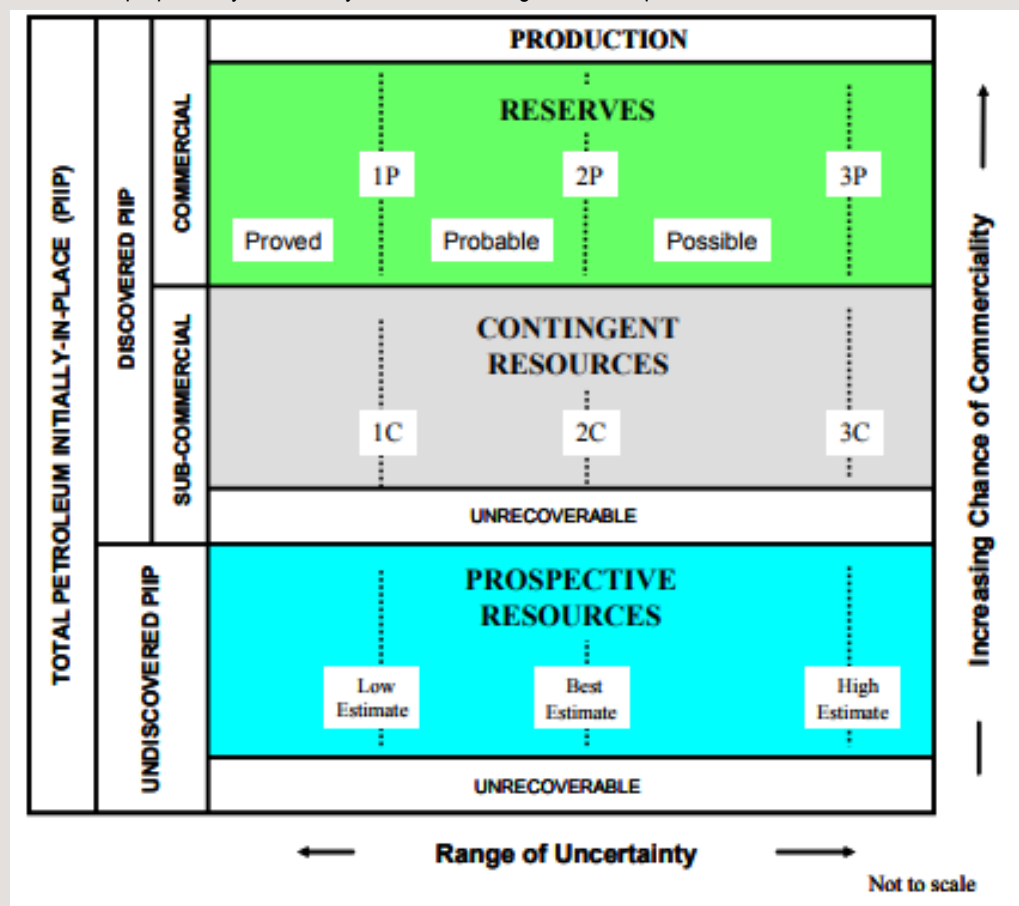 TOTAL PETROLEUM INITIALLY-IN-PLACE (PIIP)
DISCOVERED PIIP
UNDISCOVERED PIIP
COMMERCIAL
SUB-COMMERCIAL
PRODUCTION
RESERVES
1P 2P 3P
Proved Probable Possible
CONTINGENT
RESOURCES
1C 2C 3C
UNRECOVERABLE
PROSPECTIVE
RESOURCES
Low Best High
Estimate Estimate Estimate
UNRECOVERABLE
Increasing Chance of Commerciality
Range of Uncertainty
Not to scale